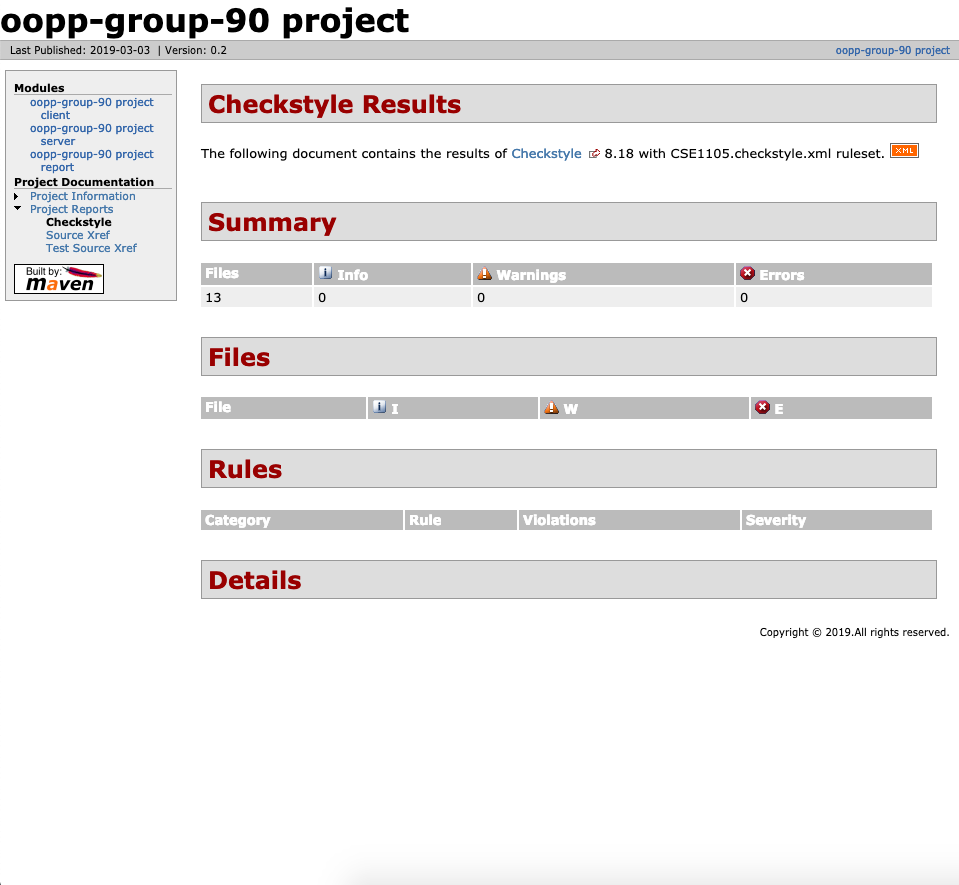 oopp-group-90 project
Last Published: 2019-03-03 | Version: 0.2
oopp-group-90 project
Modules
oopp-group-90 project
client
oopp-group-90 project
server
oopp-group-90 project
report
Project Documentation
Project Information
Project Reports
Checkstyle
Source Xref
Test Source Xref
Built by:
maven
Checkstyle Results
The following document contains the results of Checkstyle 8.18 with CSE1105.checkstyle.xml ruleset. XML
Summary
Files Info Warnings Errors
13 0 0 0
Files
File I W E
Rules
Category Rule Violations Severity
Details
Copyright © 2019.All rights reserved.